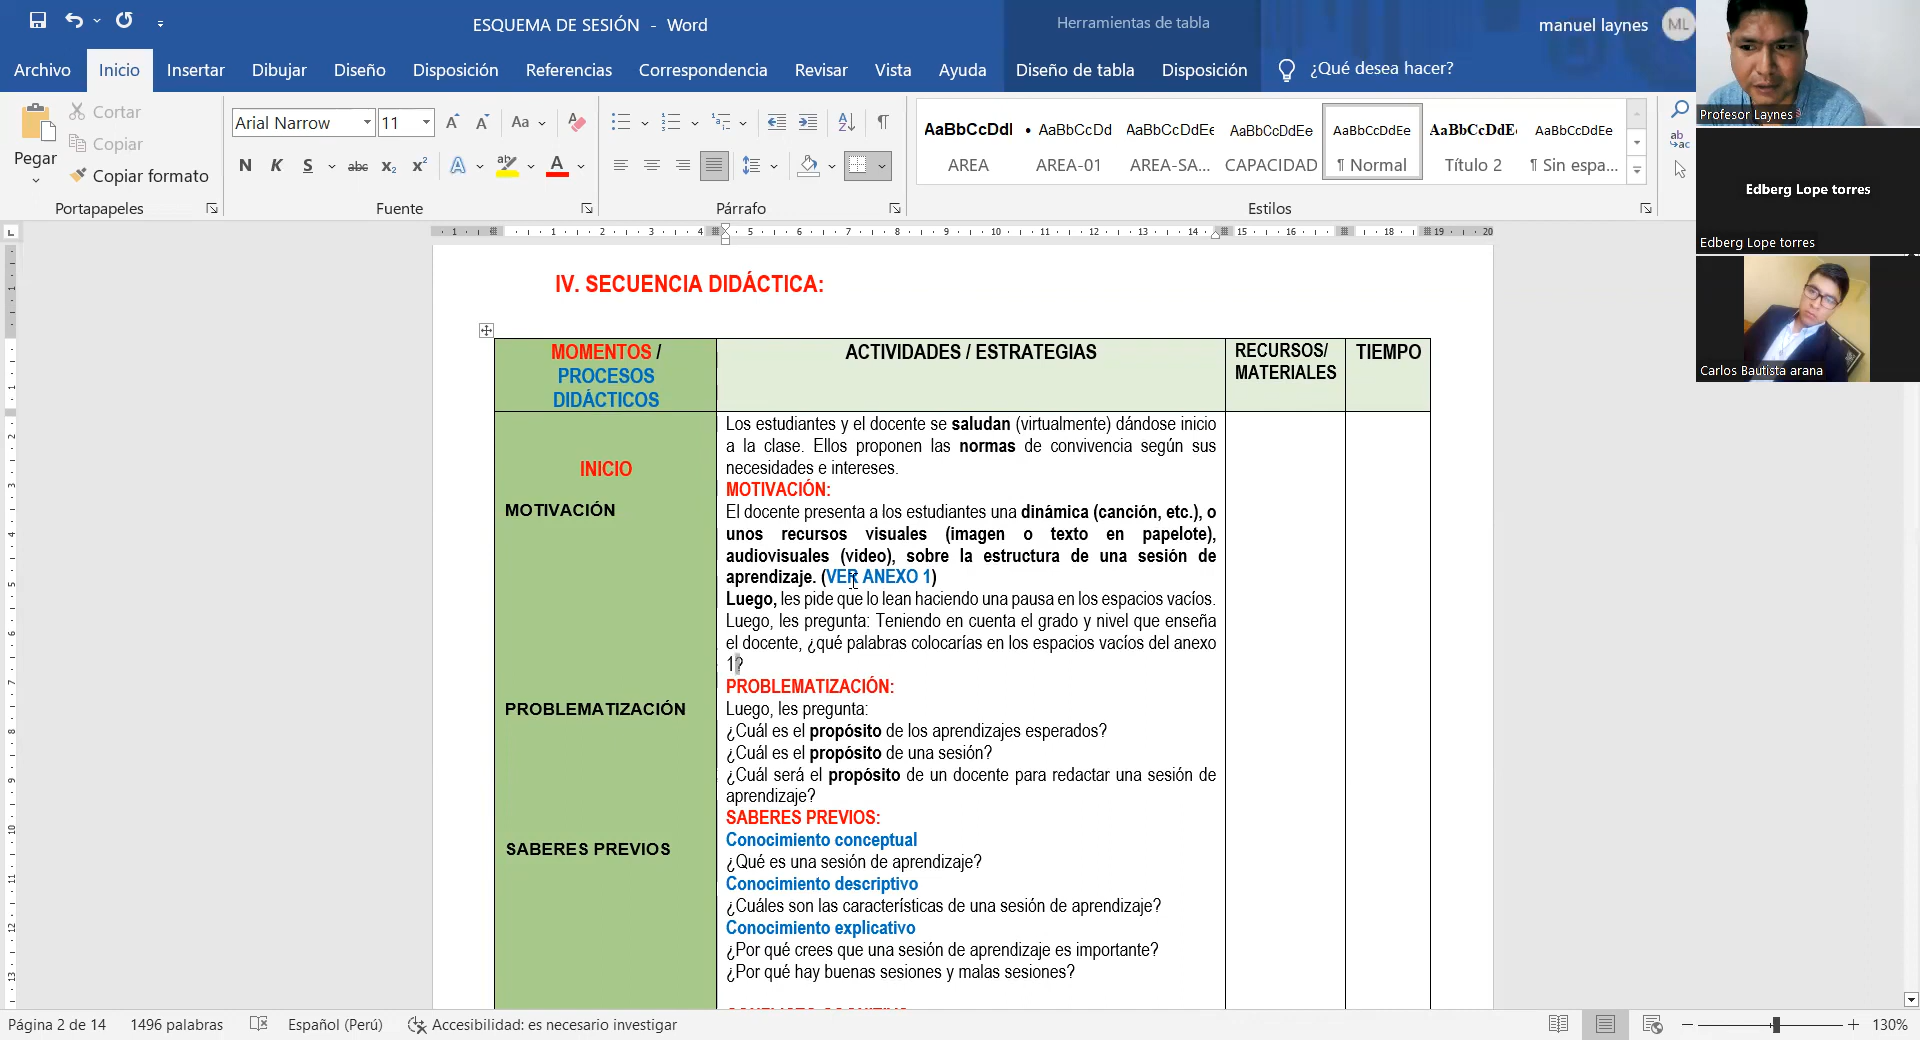 ESQUEMA DE SESIÓN - Word
Herramientas de tabla
manuel laynes
ML
Archivo Inicio Insertar Dibujar Diseño Disposición Referencias Correspondencia Revisar Vista Ayuda Diseño de tabla Disposición ¿Qué desea hacer?
Pegar
Cortar
Copiar
Copiar formato
Portapapeles
Arial Narrow 11
N K S abc x₂ x²
Fuente
Párrafo
AaBbCcDdI AaBbCcDd AaBbCcDdEe AaBbCcDdEe AaBbCcDdEe AaBbCcDdE AaBbCcDdEe
AREA AREA-01 AREA-SA... CAPACIDAD ¶ Normal Título 2 ¶ Sin espa...
Estilos
Profesor Laynes
Edberg Lope torres
Edberg Lope torres
Carlos Bautista arana
IV. SECUENCIA DIDÁCTICA:
MOMENTOS /
PROCESOS
DIDÁCTICOS
ACTIVIDADES / ESTRATEGIAS
RECURSOS/
MATERIALES
TIEMPO
INICIO
MOTIVACIÓN
PROBLEMATIZACIÓN
SABERES PREVIOS
Los estudiantes y el docente se saludan (virtualmente) dándose inicio
a la clase. Ellos proponen las normas de convivencia según sus
necesidades e intereses.
MOTIVACIÓN:
El docente presenta a los estudiantes una dinámica (canción, etc.), o
unos recursos visuales (imagen o texto en papelote),
audiovisuales (video), sobre la estructura de una sesión de
aprendizaje. (VER ANEXO 1)
Luego, les pide que lo lean haciendo una pausa en los espacios vacíos.
Luego, les pregunta: Teniendo en cuenta el grado y nivel que enseña
el docente, ¿qué palabras colocarías en los espacios vacíos del anexo
1?
PROBLEMATIZACIÓN:
Luego, les pregunta:
¿Cuál es el propósito de los aprendizajes esperados?
¿Cuál es el propósito de una sesión?
¿Cuál será el propósito de un docente para redactar una sesión de
aprendizaje?
SABERES PREVIOS:
Conocimiento conceptual
¿Qué es una sesión de aprendizaje?
Conocimiento descriptivo
¿Cuáles son las características de una sesión de aprendizaje?
Conocimiento explicativo
¿Por qué crees que una sesión de aprendizaje es importante?
¿Por qué hay buenas sesiones y malas sesiones?
Página 2 de 14 1496 palabras Español (Perú) Accesibilidad: es necesario investigar 130%